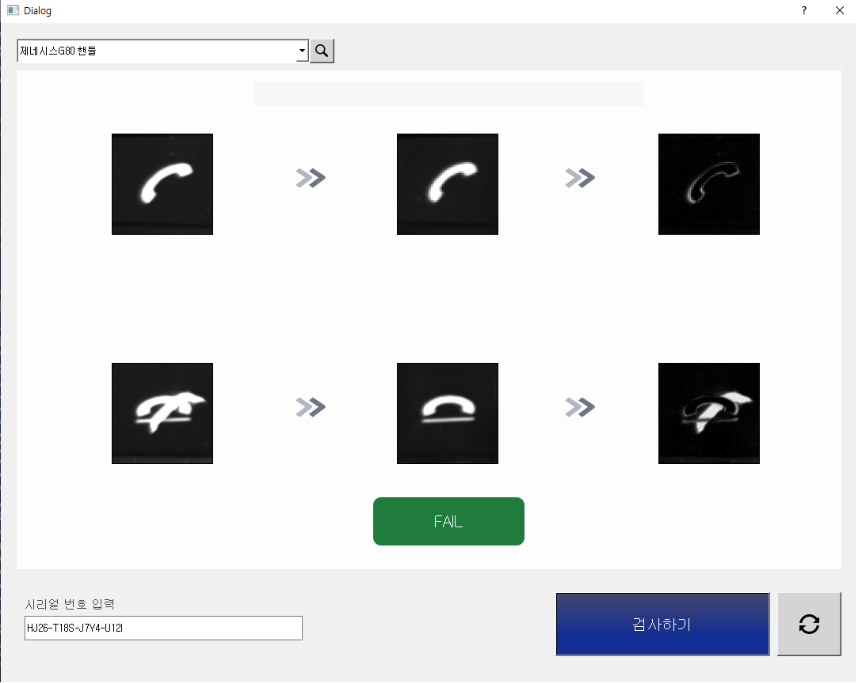 Dialog
제네시스G80 핸들
FAIL
시리얼 번호 입력
HJ26-T18S-J7Y4-U12I
검사하기